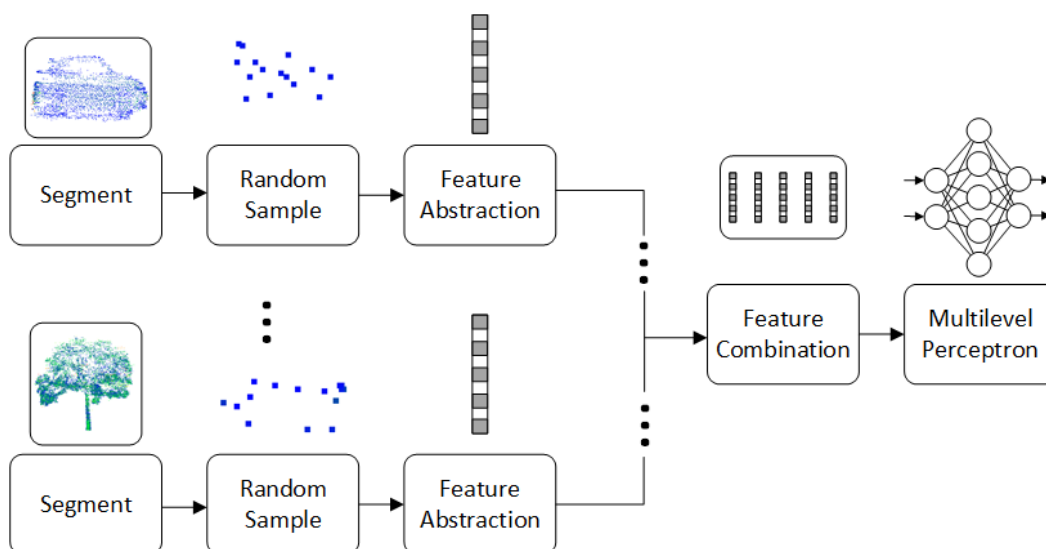 Segment
Random
Sample
Feature
Abstraction
Feature
Combination
Multilevel
Perceptron
Segment
Random
Sample
Feature
Abstraction